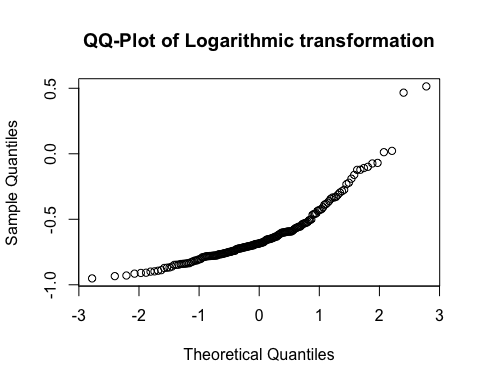 QQ-Plot of Logarithmic transformation
Sample Quantiles
0.5
0.0
-0.5
-1.0
-3 -2 -1 0 1 2 3
Theoretical Quantiles